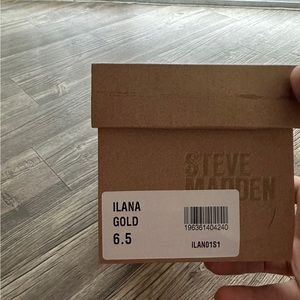 STEVE
MADDEN
ILANA
GOLD
6.5
196361404240
ILAN01S1